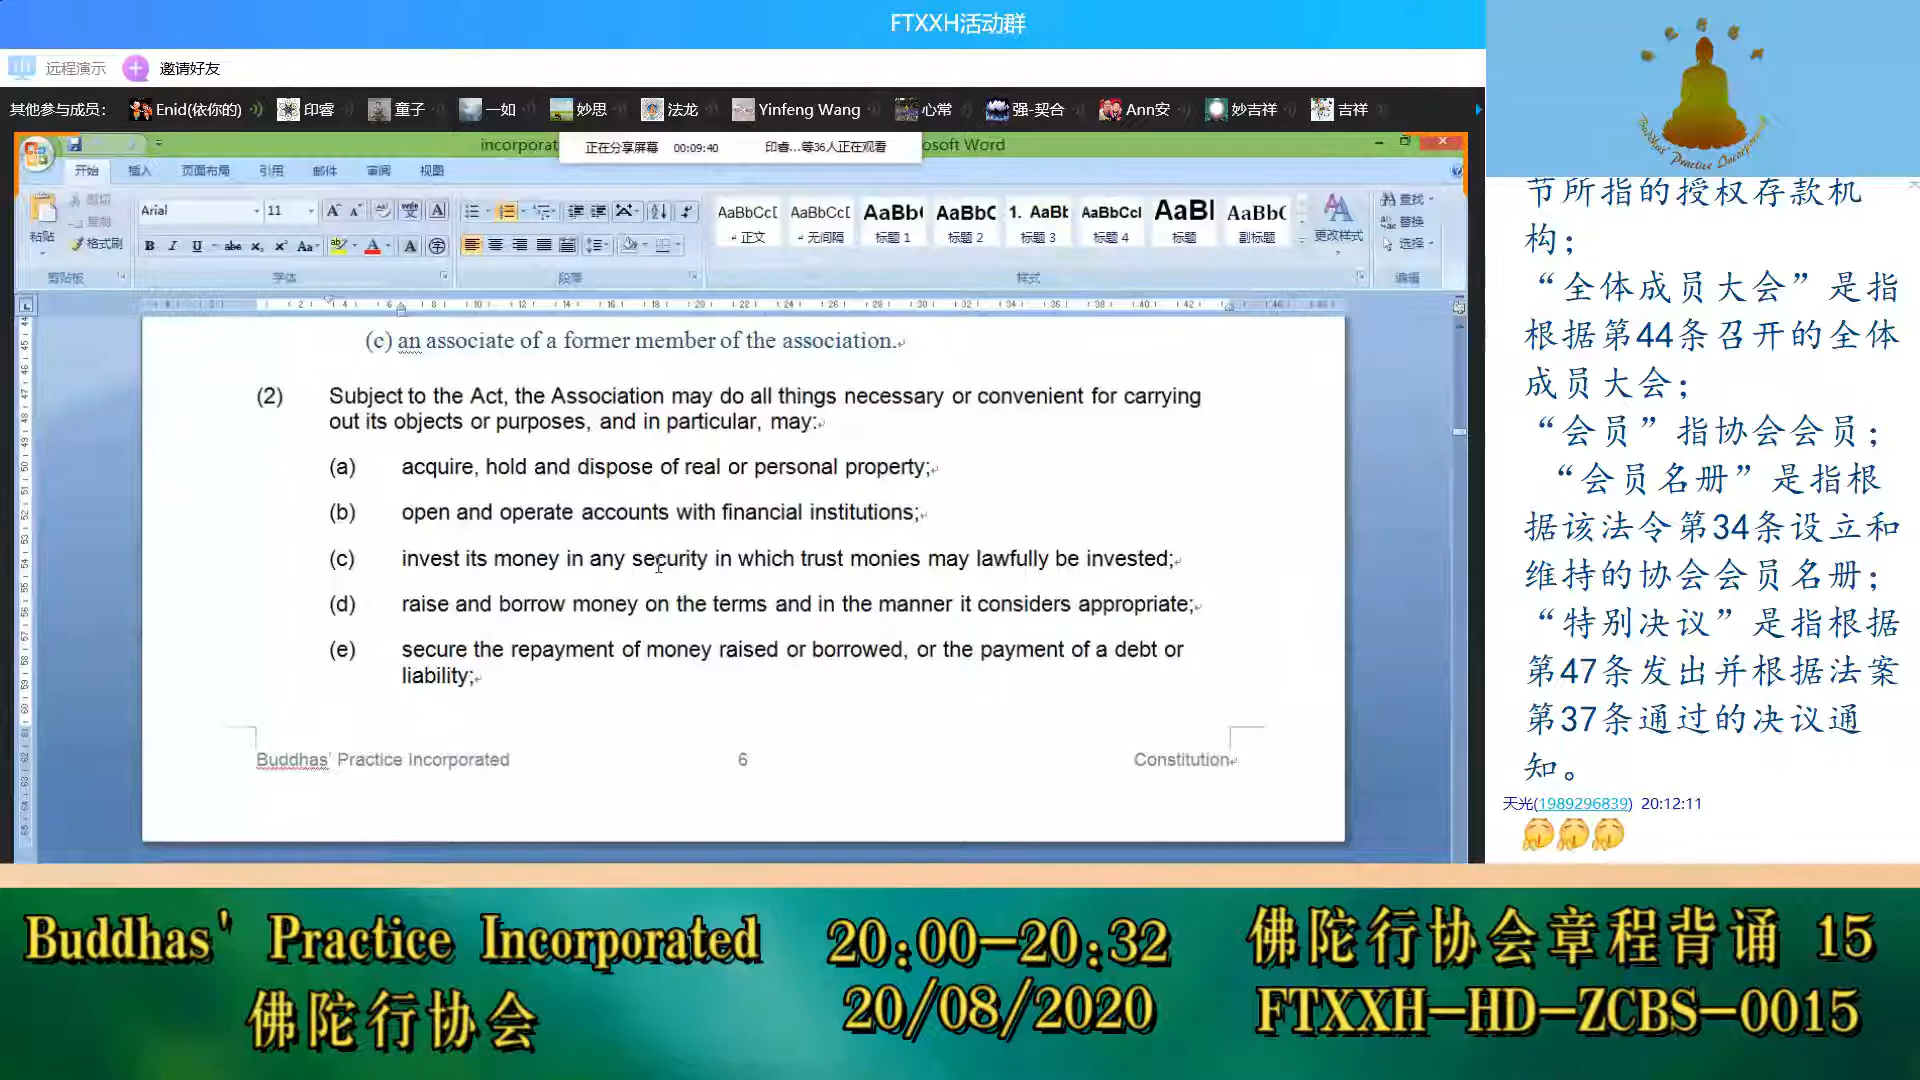 FTXXH活动群
远程演示
邀请好友
其他参与成员：
Enid(依你的)
印睿
童子
一如
妙思
法龙
Yinfeng Wang
心常
强-契合
Ann安
妙吉祥
吉祥
incorporat
正在分享屏幕 00:09:40 印睿...等36人正在观看
osoft Word
开始 插入 页面布局 引用 邮件 审阅 视图
粘贴
剪切
复制
格式刷
剪贴板
Arial
11
字体
段落
AaBbCcD 正文
AaBbCcD 无间隔
AaBb 标题 1
AaBbC 标题 2
1. AaBb 标题 3
AaBbCcI 标题 4
AaBl 标题
AaBb( 副标题
更改样式
样式
查找
替换
选择
编辑
(c) an associate of a former member of the association.
(2) Subject to the Act, the Association may do all things necessary or convenient for carrying
out its objects or purposes, and in particular, may:
(a) acquire, hold and dispose of real or personal property;
(b) open and operate accounts with financial institutions;
(c) invest its money in any security in which trust monies may lawfully be invested;
(d) raise and borrow money on the terms and in the manner it considers appropriate;
(e) secure the repayment of money raised or borrowed, or the payment of a debt or
liability;
Buddhas' Practice Incorporated 6 Constitution
Buddhas' Practice Incorporated
节所指的授权存款机
构；
“全体成员大会”是指
根据第44条召开的全体
成员大会；
“会员”指协会会员；
“会员名册”是指根
据该法令第34条设立和
维持的协会会员名册；
“特别决议”是指根据
第47条发出并根据法案
第37条通过的决议通
知。
天光(1989296839) 20:12:11
Buddhas' Practice Incorporated
佛陀行协会
20:00-20:32
20/08/2020
佛陀行协会章程背诵 15
FTXXH-HD-ZCBS-0015